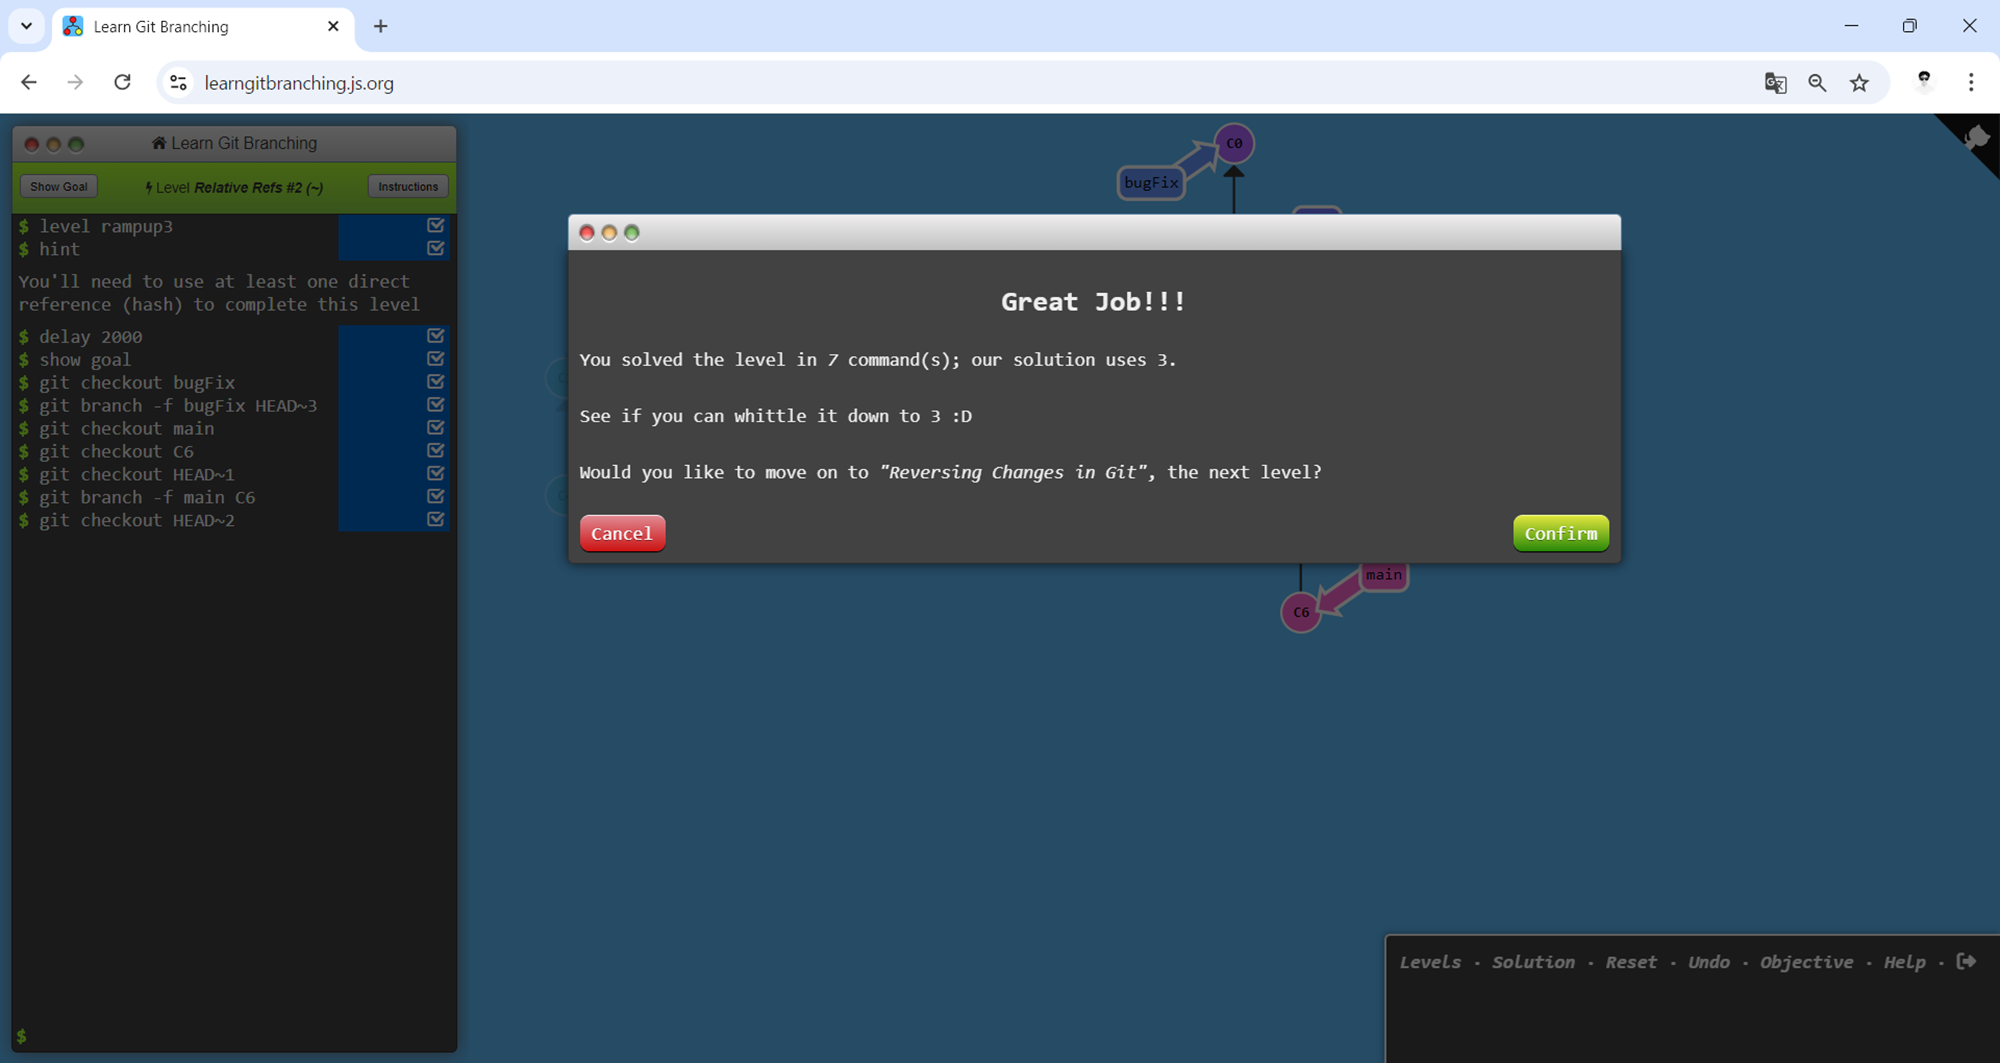 Learn Git Branching
learngitbranching.js.org
Learn Git Branching
Show Goal
Level Relative Refs #2 (~)
Instructions
$ level rampup3
$ hint
You'll need to use at least one direct
reference (hash) to complete this level
$ delay 2000
$ show goal
$ git checkout bugFix
$ git branch -f bugFix HEAD~3
$ git checkout main
$ git checkout C6
$ git checkout HEAD~1
$ git branch -f main C6
$ git checkout HEAD~2
$
C0
bugFix
Great Job!!!
You solved the level in 7 command(s); our solution uses 3.
See if you can whittle it down to 3 :D
Would you like to move on to "Reversing Changes in Git", the next level?
Cancel
Confirm
main
C6
Levels · Solution · Reset · Undo · Objective · Help ·